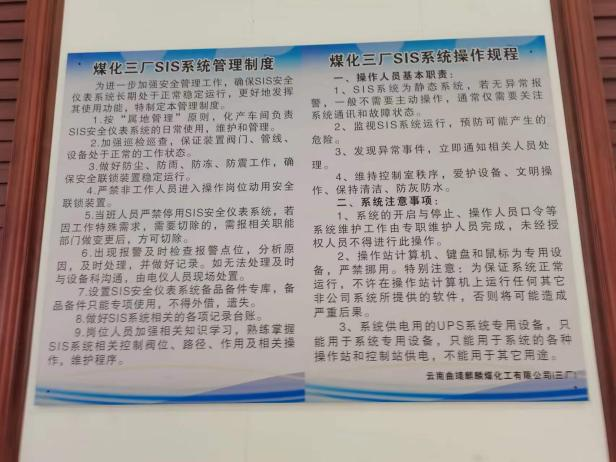 煤化三厂SIS系统管理制度
为进一步加强安全管理工作，确保SIS安全
仪表系统长期处于正常稳定运行，更好地发挥
其使用功能，特制定本管理制度。
1.按“属地管理”原则，化产车间负责
SIS安全仪表系统的日常使用，维护和管理。
2.加强巡检巡查，保证装置阀门、管线、
设备处于正常的工作状态。
3.做好防尘、防雨、防冻、防震工作，确
保安全联锁装置稳定运行。
4.严禁非工作人员进入操作岗位动用安全
联锁装置。
5.当班人员严禁停用SIS安全仪表系统，若
因工作特殊需求，需要切除的，需报相关职能
部门做变更后，方可切除。
6.出现报警及时检查报警点位，分析原
因，及时处理，并做好记录。如无法处理及时
与设备科沟通，由电仪人员现场处置。
7.设置SIS安全仪表系统备品备件专库，备
品备件只能专项使用，不得外借，遗失。
8.做好SIS系统相关的各项记录台账。
9.岗位人员加强相关知识学习，熟练掌握
SIS系统相关控制阀位、路径、作用及相关操
作，维护程序。
煤化三厂SIS系统操作规程
一、操作人员基本职责：
1、SIS系统为静态系统，若无异常报
警，一般不需要主动操作，通常仅需要关注
系统通讯和故障状态。
2、监视SIS系统运行，预防可能产生的
危险。
3、发现异常事件，立即通知相关人员处
理。
4、维持控制室秩序，爱护设备、文明操
作、保持清洁、防灰防水。
二、系统注意事项：
1、系统的开启与停止、操作人员口令等
系统维护工作由专职维护人员完成，未经授
权人员不得进行此操作。
2、操作站计算机、键盘和鼠标为专用设
备，严禁挪用。特别注意：为保证系统正常
运行，不许在操作站计算机上运行任何其它
非公司系统所提供的软件，否则将可能造成
严重后果。
3、系统供电用的UPS系统专用设备，只
能用于系统专用设备，只能用于系统的各种
操作站和控制站供电，不能用于其它用途。
云南曲靖麒麟煤化工有限公司(三厂)